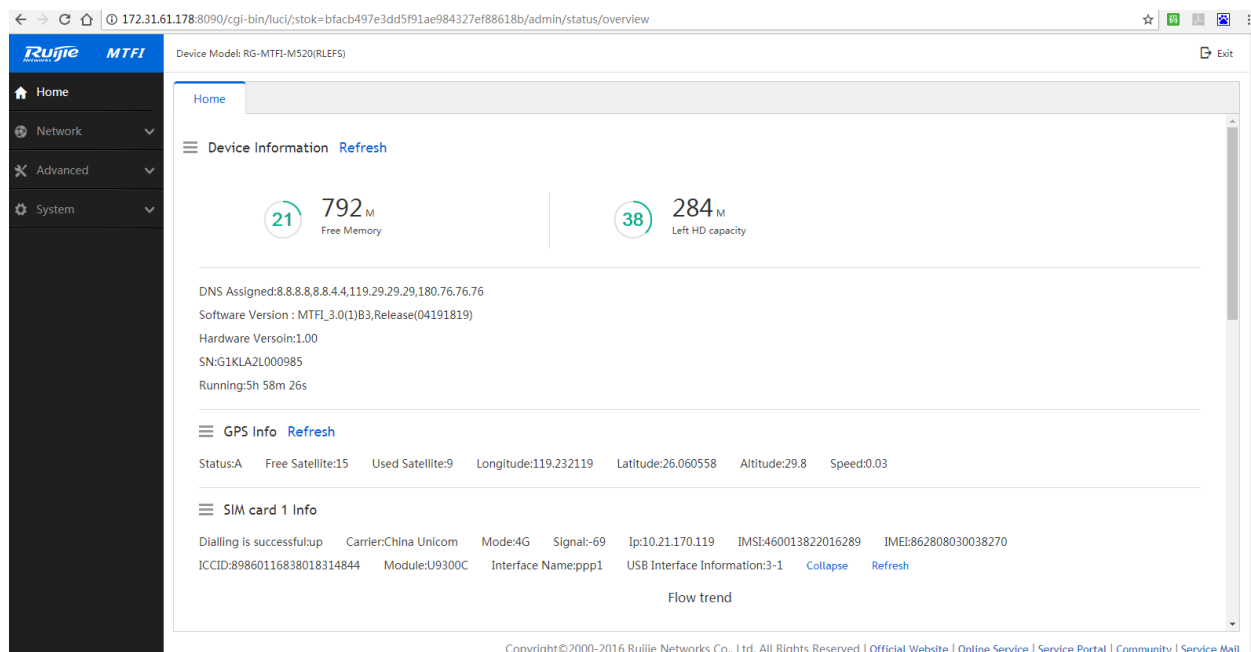 172.31.61.178:8090/cgi-bin/luci/;stok=bfacb497e3dd5f91ae984327ef88618b/admin/status/overview
Ruijie Networks MTFI
Device Model: RG-MTFI-M520(RLEFS)
Exit
Home
Network
Advanced
System
Home
Device Information Refresh
21 792 M Free Memory
38 284 M Left HD capacity
DNS Assigned:8.8.8.8,8.8.4.4,119.29.29.29,180.76.76.76
Software Version : MTFI_3.0(1)B3,Release(04191819)
Hardware Versoin:1.00
SN:G1KLA2L000985
Running:5h 58m 26s
GPS Info Refresh
Status:A Free Satellite:15 Used Satellite:9 Longitude:119.232119 Latitude:26.060558 Altitude:29.8 Speed:0.03
SIM card 1 Info
Dialling is successful:up Carrier:China Unicom Mode:4G Signal:-69 Ip:10.21.170.119 IMSI:460013822016289 IMEI:862808030038270
ICCID:89860116838018314844 Module:U9300C Interface Name:ppp1 USB Interface Information:3-1 Collapse Refresh
Flow trend
Copyright©2000-2016 Ruijie Networks Co., Ltd. All Rights Reserved | Official Website | Online Service | Service Portal | Community | Service Mail